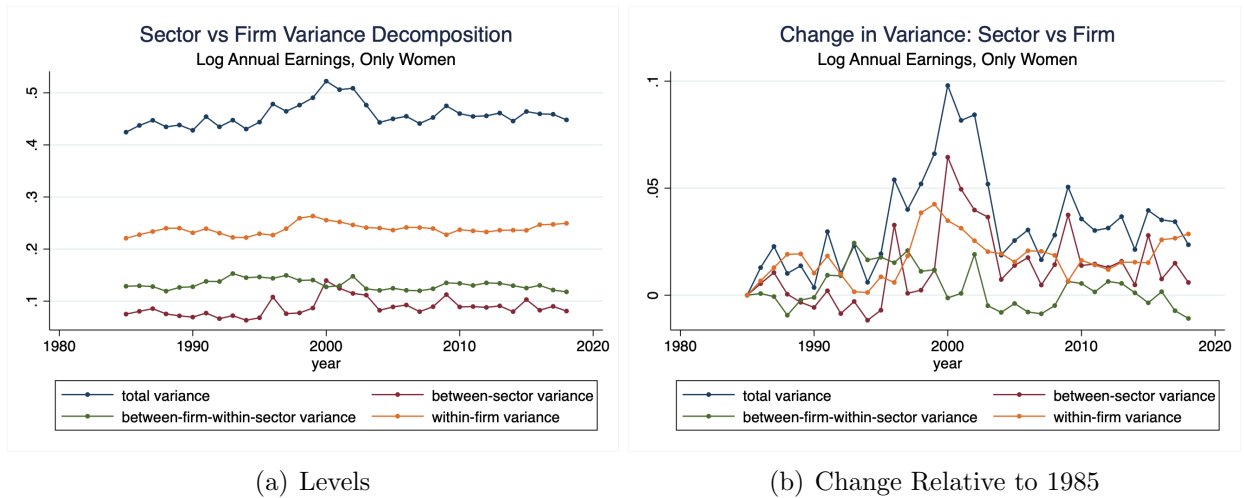 Sector vs Firm Variance Decomposition
Log Annual Earnings, Only Women
.5
.4
.3
.2
.1
1980 1990 2000 2010 2020
year
total variance between-sector variance
between-firm-within-sector variance within-firm variance
(a) Levels
Change in Variance: Sector vs Firm
Log Annual Earnings, Only Women
.1
.05
0
1980 1990 2000 2010 2020
year
total variance between-sector variance
between-firm-within-sector variance within-firm variance
(b) Change Relative to 1985